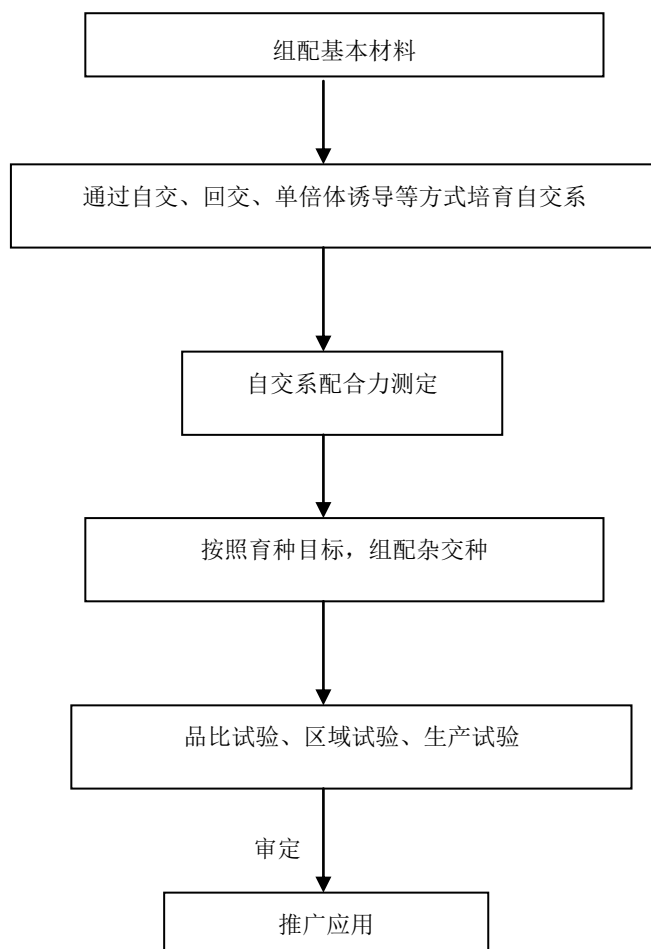 组配基本材料
通过自交、回交、单倍体诱导等方式培育自交系
自交系配合力测定
按照育种目标，组配杂交种
品比试验、区域试验、生产试验
审定
推广应用